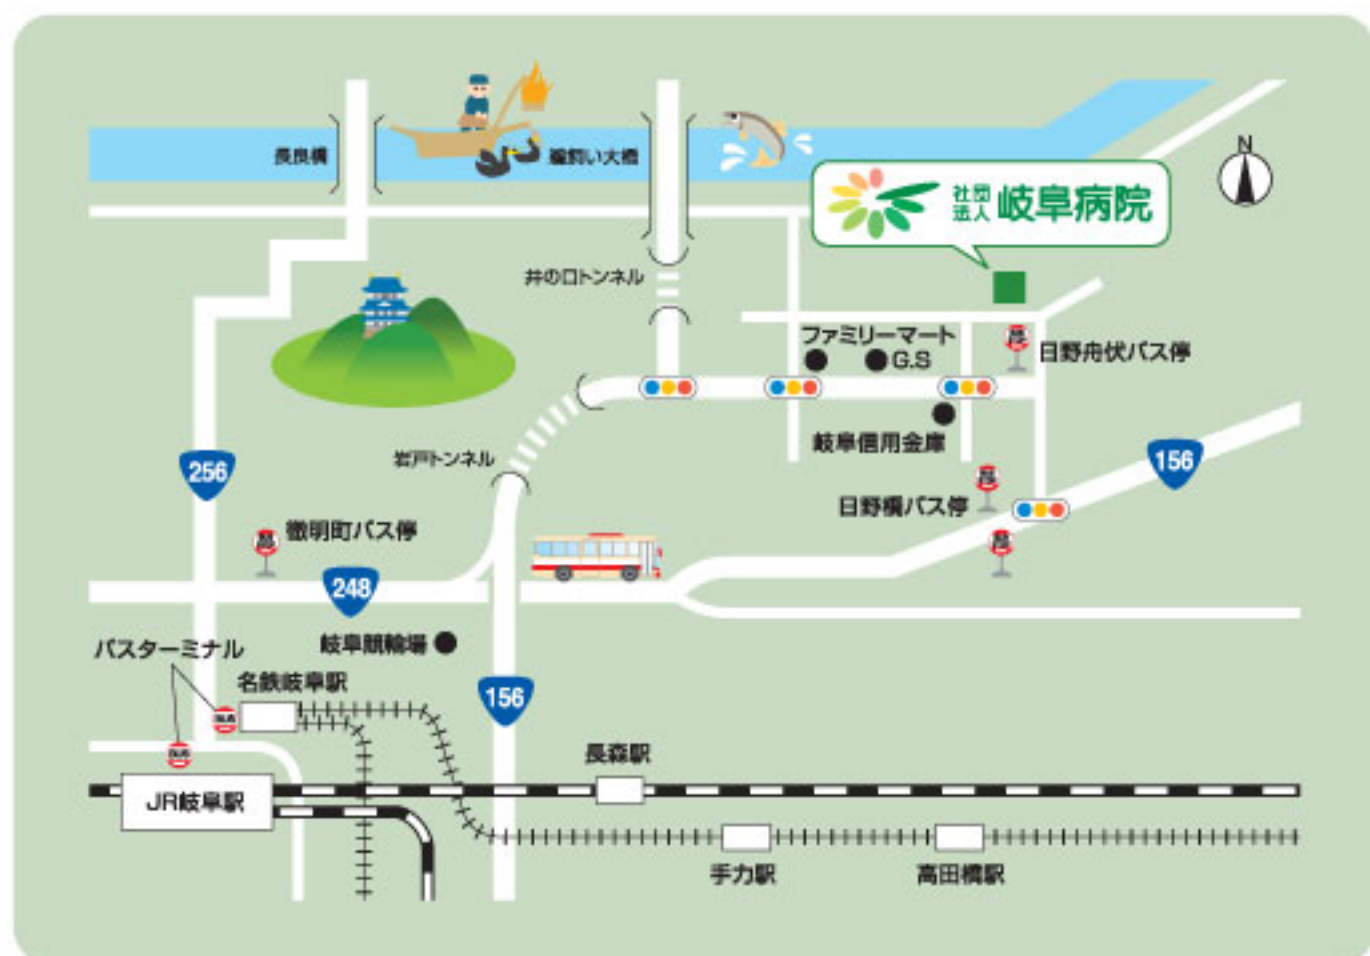 長良橋
鵜飼い大橋
N
社団
法人
岐阜病院
井の口トンネル
ファミリーマート
G.S
日野舟伏バス停
岐阜信用金庫
岩戸トンネル
256
156
日野橋バス停
徹明町バス停
248
岐阜競輪場
バスターミナル
名鉄岐阜駅
156
長森駅
JR岐阜駅
手力駅
高田橋駅